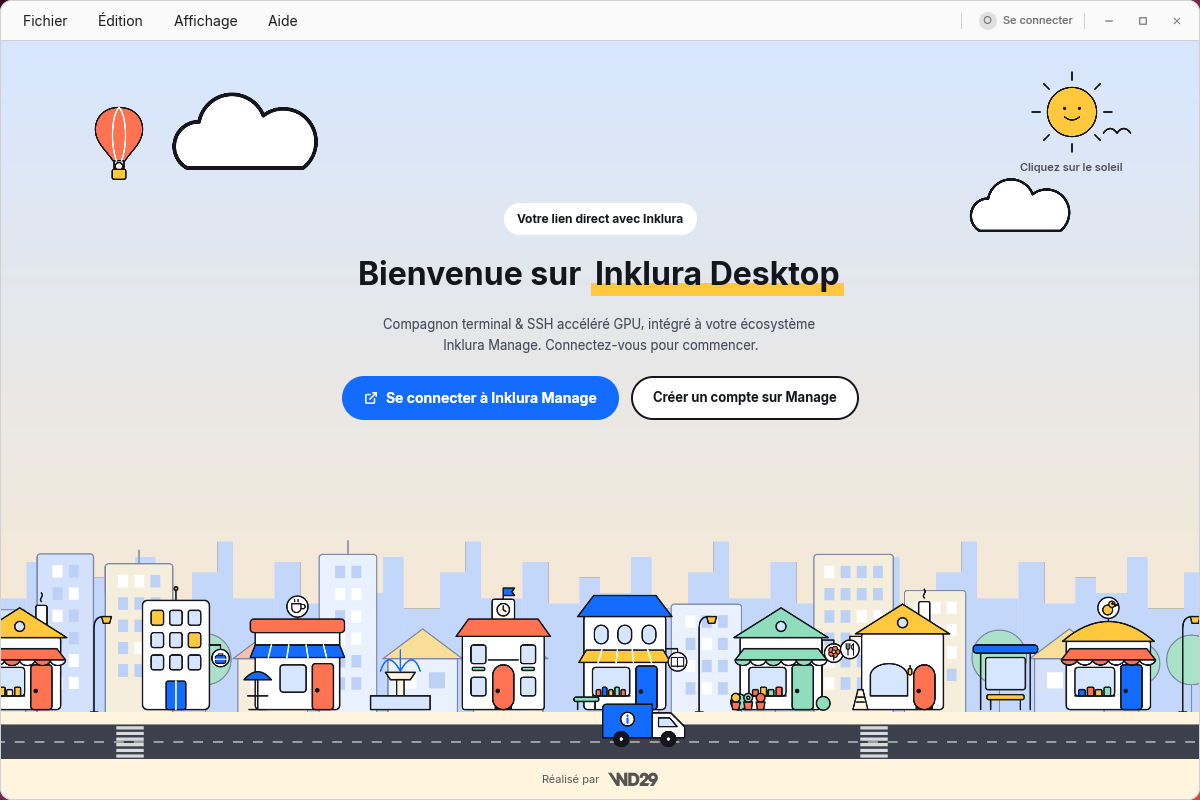 Fichier Édition Affichage Aide
O Se connecter
Cliquez sur le soleil
Votre lien direct avec Inklura
Bienvenue sur Inklura Desktop
Compagnon terminal & SSH accéléré GPU, intégré à votre écosystème
Inklura Manage. Connectez-vous pour commencer.
Se connecter à Inklura Manage
Créer un compte sur Manage
i
Réalisé par WD29